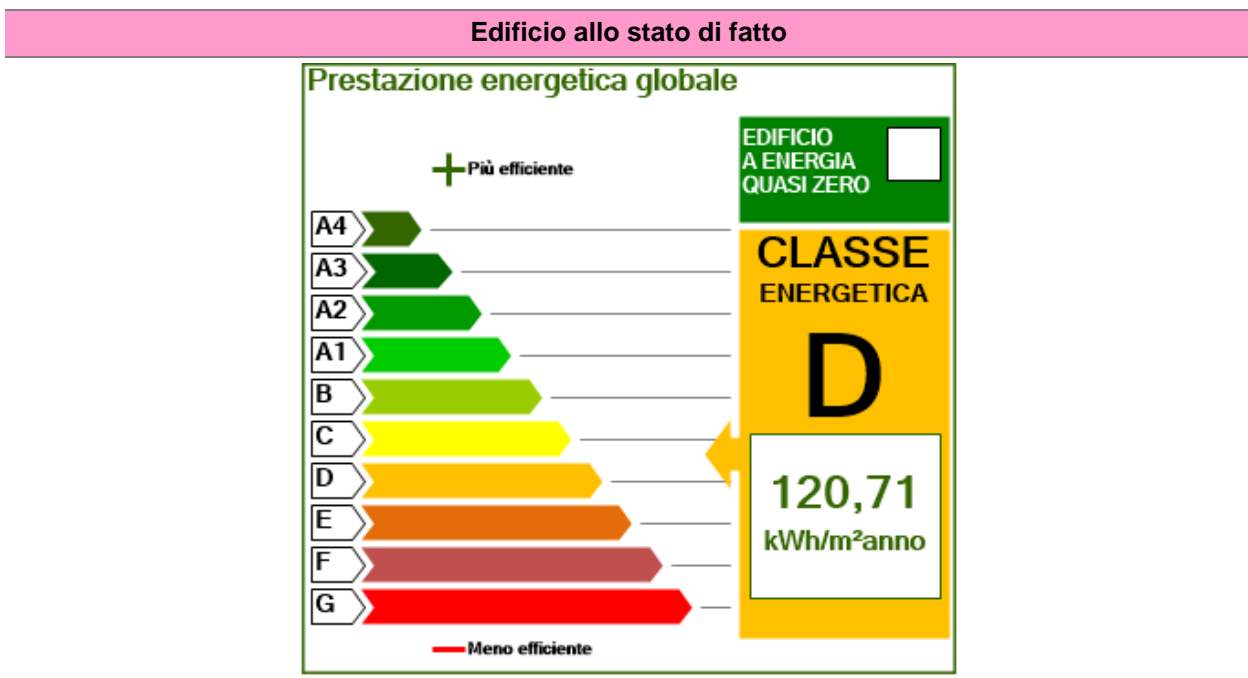 Edificio allo stato di fatto
Prestazione energetica globale
Più efficiente
EDIFICIO
A ENERGIA
QUASI ZERO
A4
A3
A2
A1
B
C
D
E
F
G
Meno efficiente
CLASSE
ENERGETICA
D
120,71
kWh/m²anno